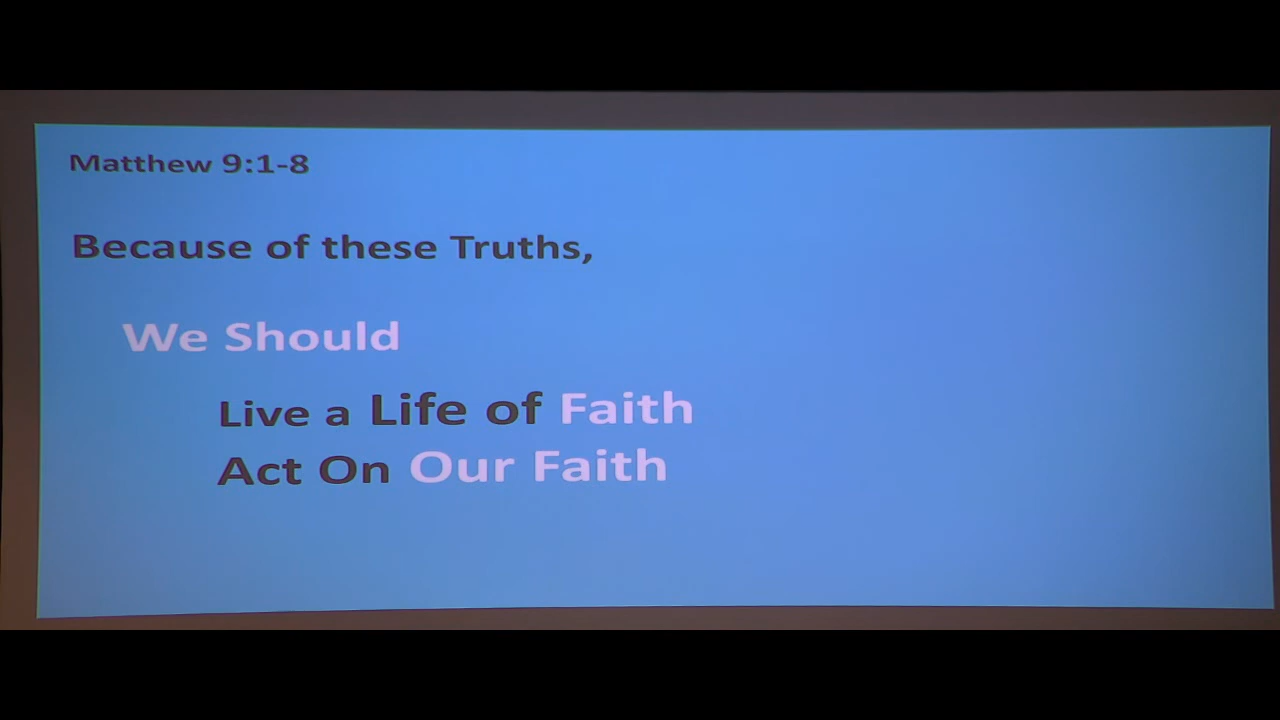 Matthew 9:1-8
Because of these Truths,
We Should
Live a Life of Faith
Act On Our Faith